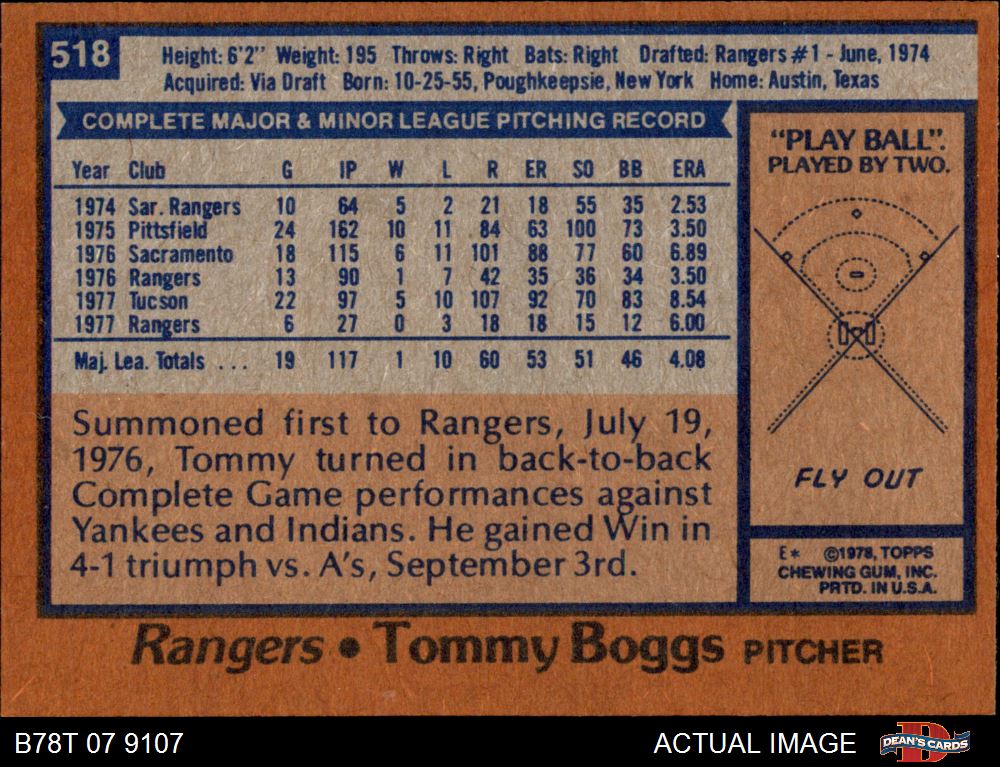 518
Height: 6'2" Weight: 195 Throws: Right Bats: Right Drafted: Rangers #1 - June, 1974
Acquired: Via Draft Born: 10-25-55, Poughkeepsie, New York Home: Austin, Texas
COMPLETE MAJOR & MINOR LEAGUE PITCHING RECORD
Year Club G IP W L R ER SO BB ERA
1974 Sar. Rangers 10 64 5 2 21 18 55 35 2.53
1975 Pittsfield 24 162 10 11 84 63 100 73 3.50
1976 Sacramento 18 115 6 11 101 88 77 60 6.89
1976 Rangers 13 90 1 7 42 35 36 34 3.50
1977 Tucson 22 97 5 10 107 92 70 83 8.54
1977 Rangers 6 27 0 3 18 18 15 12 6.00
Maj. Lea. Totals ... 19 117 1 10 60 53 51 46 4.08
Summoned first to Rangers, July 19,
1976, Tommy turned in back-to-back
Complete Game performances against
Yankees and Indians. He gained Win in
4-1 triumph vs. A's, September 3rd.
"PLAY BALL".
PLAYED BY TWO.
FLY OUT
E* ©1978, TOPPS
CHEWING GUM, INC.
PRTD. IN U.S.A.
Rangers • Tommy Boggs PITCHER
B78T 07 9107
ACTUAL IMAGE
D
DEAN'S CARDS